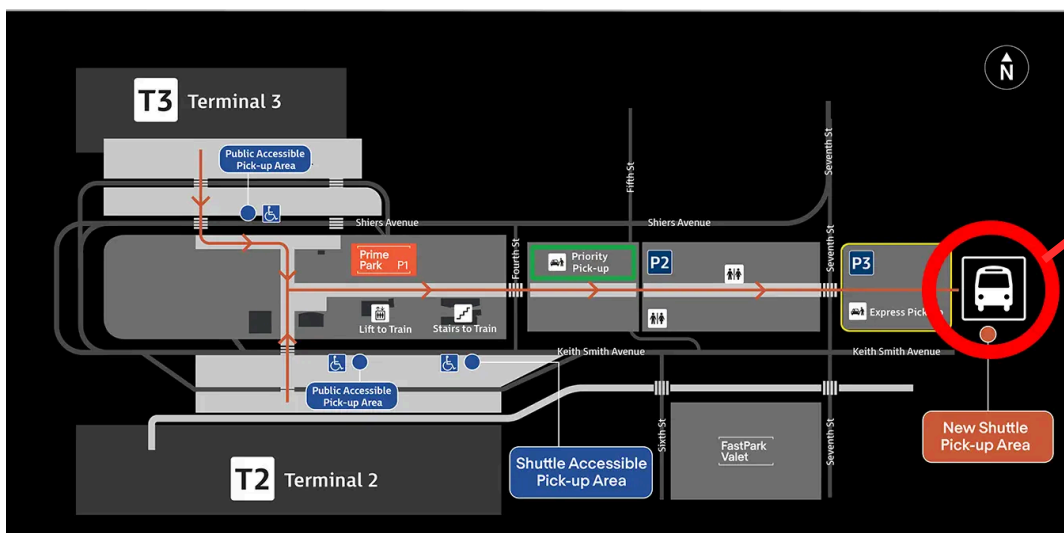 N
T3 Terminal 3
Public Accessible
Pick-up Area
Shiers Avenue
Shiers Avenue
Fifth St
Seventh St
Prime
Park P1
Fourth St
Priority
Pick-up
P2
Seventh St
P3
Lift to Train
Stairs to Train
Express Pick-up
Keith Smith Avenue
Keith Smith Avenue
Public Accessible
Pick-up Area
Sixth St
Seventh St
New Shuttle
Pick-up Area
FastPark
Valet
Shuttle Accessible
Pick-up Area
T2 Terminal 2